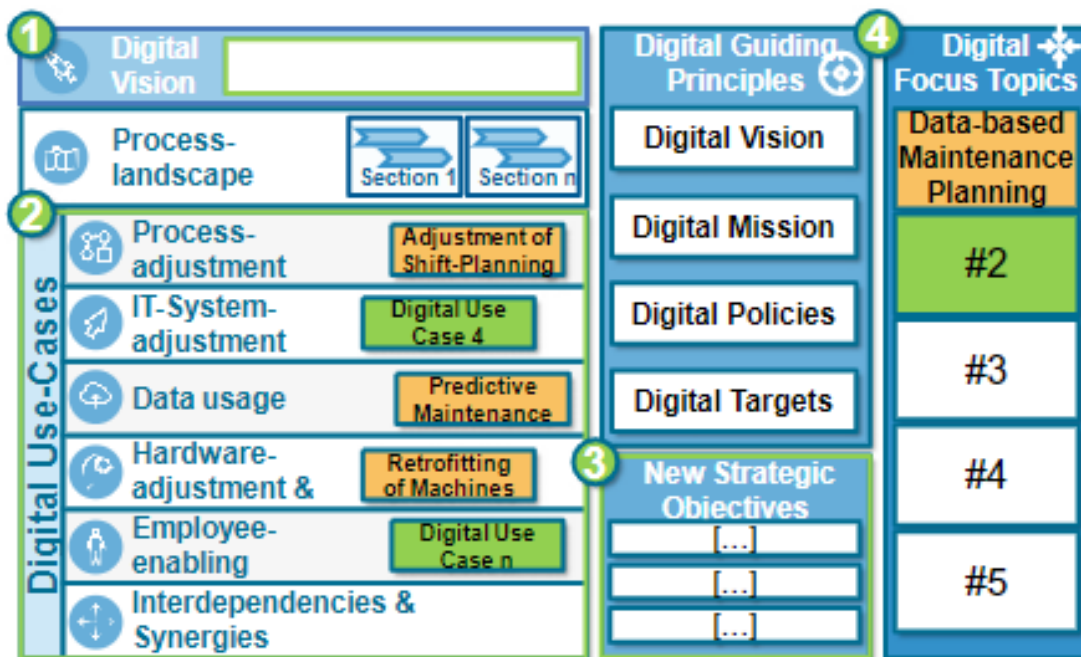 1
Digital
Vision
Process-
landscape
Section 1
Section n
2
Digital Use-Cases
Process-
adjustment
Adjustment of
Shift-Planning
IT-System-
adjustment
Digital Use
Case 4
Data usage
Predictive
Maintenance
Hardware-
adjustment &
Retrofitting
of Machines
Employee-
enabling
Digital Use
Case n
Interdependencies &
Synergies
Digital Guiding
Principles
Digital Vision
Digital Mission
Digital Policies
Digital Targets
3
New Strategic
Objectives
[...]
[...]
[...]
4
Digital
Focus Topics
Data-based
Maintenance
Planning
#2
#3
#4
#5